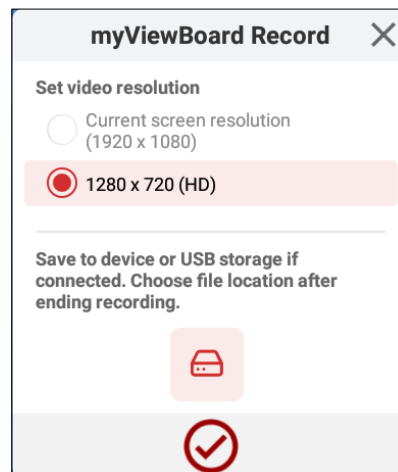 myViewBoard Record
Set video resolution
Current screen resolution
(1920 x 1080)
1280 x 720 (HD)
Save to device or USB storage if
connected. Choose file location after
ending recording.